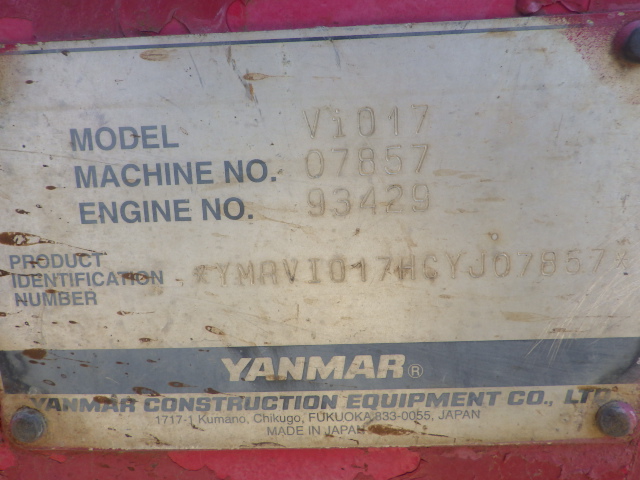 MODEL Vi017
MACHINE NO. 07857
ENGINE NO. 93429
PRODUCT IDENTIFICATION NUMBER *YMRVI017HCYJ07857*
YANMAR®
YANMAR CONSTRUCTION EQUIPMENT CO., LTD.
1717-1 Kumano, Chikugo, FUKUOKA 833-0055, JAPAN
MADE IN JAPAN